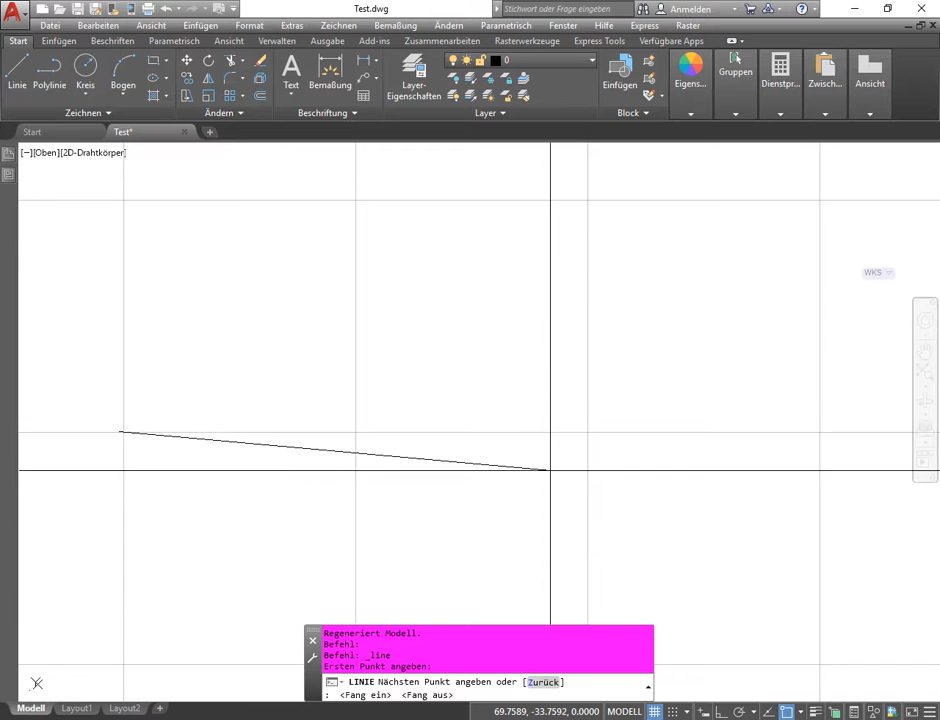 Test.dwg
Stichwort oder Frage eingeben
Anmelden
Datei Bearbeiten Ansicht Einfügen Format Extras Zeichnen Bemaßung Ändern Parametrisch Fenster Hilfe Express Raster
Start Einfügen Beschriften Parametrisch Ansicht Verwalten Ausgabe Add-ins Zusammenarbeiten Rasterwerkzeuge Express Tools Verfügbare Apps
0
Linie Polylinie Kreis Bogen Text Bemaßung Layer-Eigenschaften Einfügen Eigens... Gruppen Dienstpr... Zwisch... Ansicht
Zeichnen Ändern Beschriftung Layer Block
Start Test*
[−][Oben][2D-Drahtkörper]
WKS
Regeneriert Modell.
Befehl:
Befehl: _line
Ersten Punkt angeben:
LINIE Nächsten Punkt angeben oder [Zurück]
: <Fang ein> <Fang aus>
Modell Layout1 Layout2 +
69.7589, -33.7592, 0.0000 MODELL